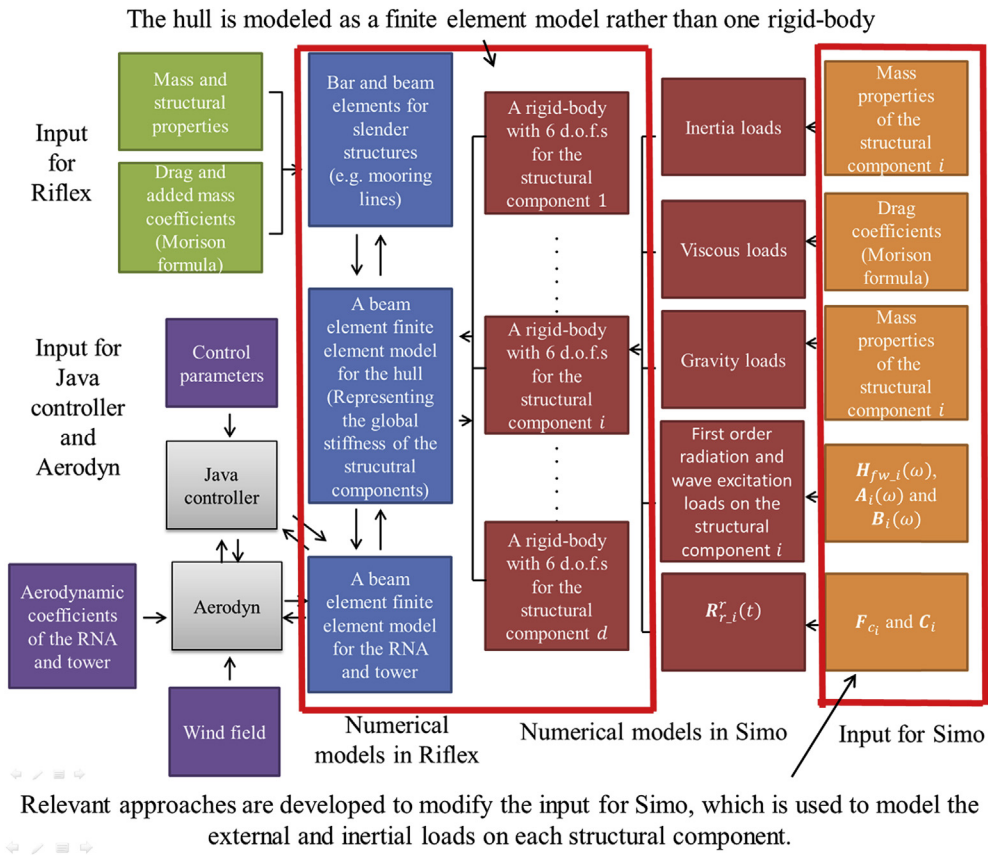 The hull is modeled as a finite element model rather than one rigid-body
Input
for
Riflex
Mass and
structural
properties
Drag and
added mass
coefficients
(Morison
formula)
Bar and beam
elements for
slender
structures
(e.g. mooring
lines)
A rigid-body
with 6 d.o.f.s
for the
structural
component 1
Inertia loads
Mass
properties
of the
structural
component i
Viscous loads
Drag
coefficients
(Morison
formula)
Input for
Java
controller
and
Aerodyn
Control
parameters
A beam
element finite
element model
for the hull
(Representing
the global
stiffness of the
strucutral
components)
A rigid-body
with 6 d.o.f.s
for the
structural
component i
Gravity loads
Mass
properties
of the
structural
component i
Java
controller
First order
radiation and
wave excitation
loads on the
structural
component i
H_{fw_i}(ω),
A_i(ω) and
B_i(ω)
Aerodynamic
coefficients
of the RNA
and tower
Aerodyn
A beam
element finite
element model
for the RNA
and tower
A rigid-body
with 6 d.o.f.s
for the
structural
component d
R^r_{r_i}(t)
F_{c_i} and C_i
Wind field
Numerical
models in Riflex
Numerical models in Simo
Input for Simo
Relevant approaches are developed to modify the input for Simo, which is used to model the
external and inertial loads on each structural component.